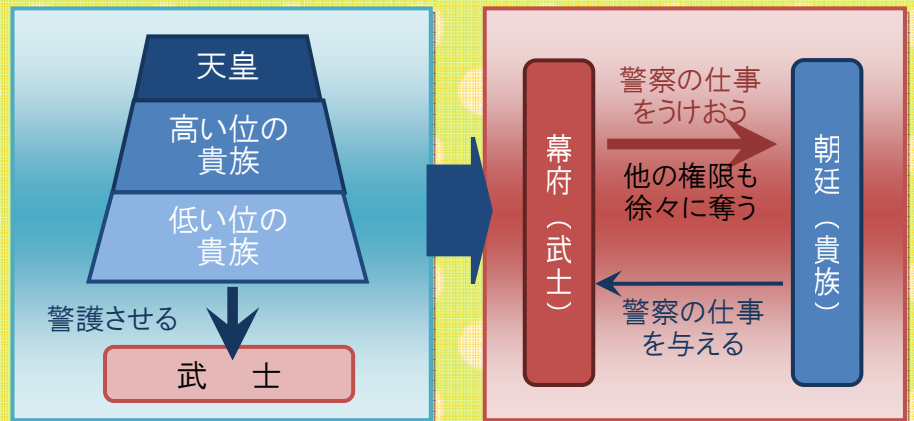 天皇
高い位の
貴族
低い位の
貴族
警護させる
武　士
幕府（武士）
警察の仕事
をうけおう
他の権限も
徐々に奪う
警察の仕事
を与える
朝廷（貴族）